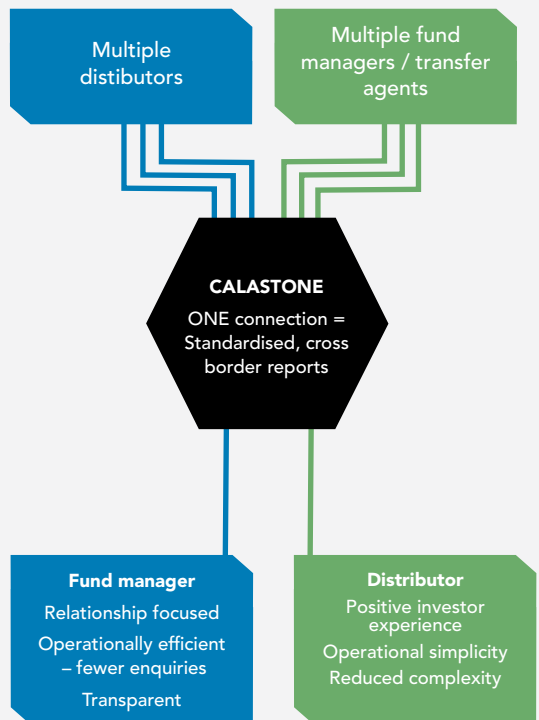 Multiple
distibutors
Multiple fund
managers / transfer
agents
CALASTONE
ONE connection =
Standardised, cross
border reports
Fund manager
Relationship focused
Operationally efficient
– fewer enquiries
Transparent
Distributor
Positive investor
experience
Operational simplicity
Reduced complexity